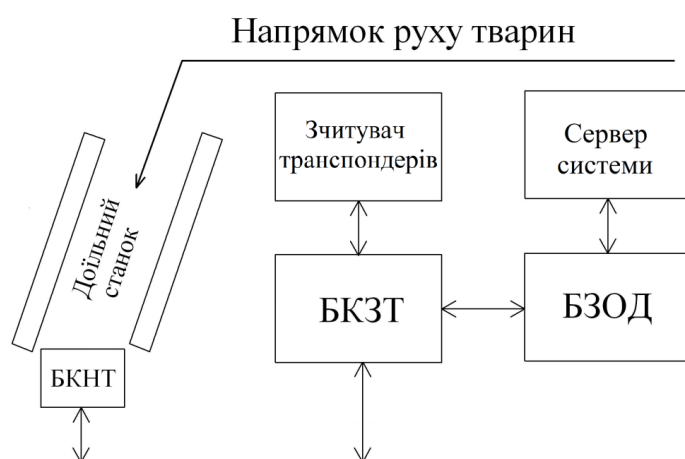 Напрямок руху тварин
Зчитувач
транспондерів
Сервер
системи
Доїльний
станок
БКЗТ
БЗОД
БКНТ